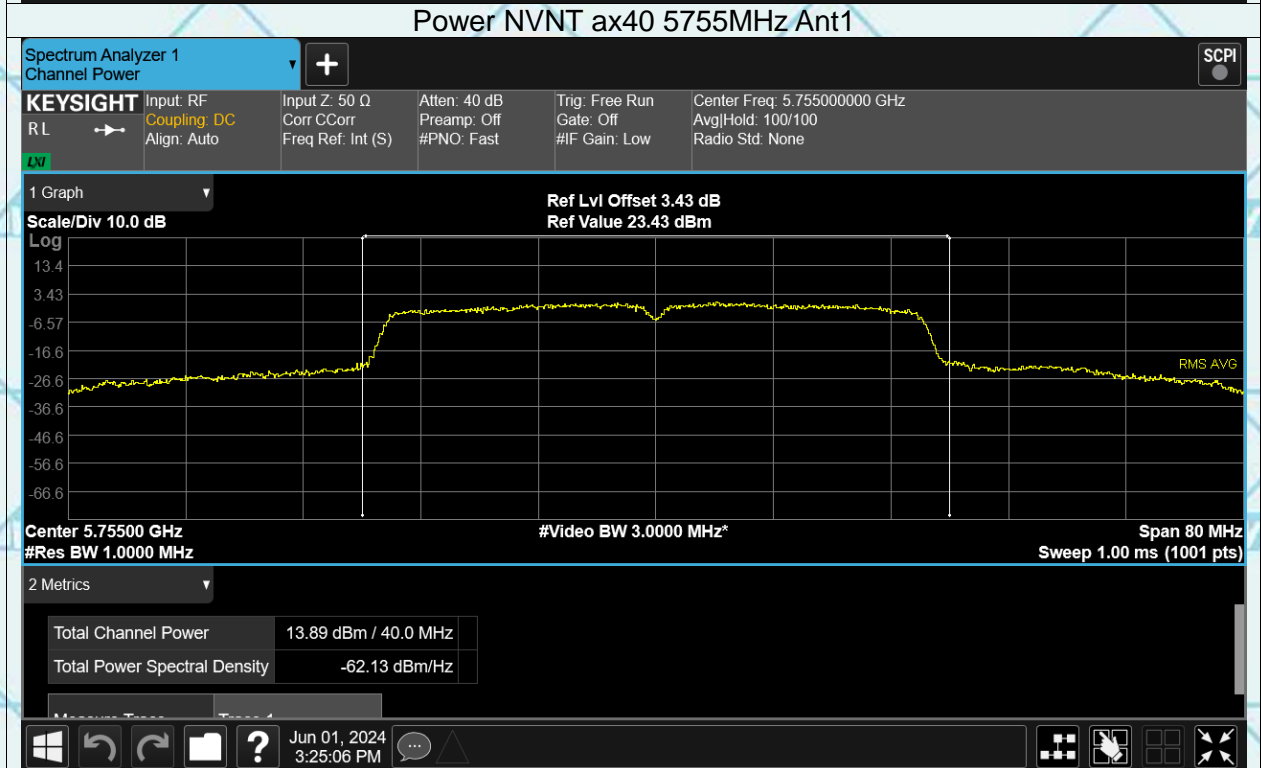 Power NVNT ax40 5755MHz Ant1
Spectrum Analyzer 1
Channel Power
SCPI
KEYSIGHT
RL
LXI
Input: RF
Coupling: DC
Align: Auto
Input Z: 50 Ω
Corr CCorr
Freq Ref: Int (S)
Atten: 40 dB
Preamp: Off
#PNO: Fast
Trig: Free Run
Gate: Off
#IF Gain: Low
Center Freq: 5.755000000 GHz
Avg|Hold: 100/100
Radio Std: None
1 Graph
Scale/Div 10.0 dB
Ref Lvl Offset 3.43 dB
Ref Value 23.43 dBm
Log
13.4
3.43
-6.57
-16.6
-26.6
-36.6
-46.6
-56.6
-66.6
RMS AVG
Center 5.75500 GHz
#Res BW 1.0000 MHz
#Video BW 3.0000 MHz*
Span 80 MHz
Sweep 1.00 ms (1001 pts)
2 Metrics
Total Channel Power 13.89 dBm / 40.0 MHz
Total Power Spectral Density -62.13 dBm/Hz
Measure Trace Trace 1
Jun 01, 2024
3:25:06 PM